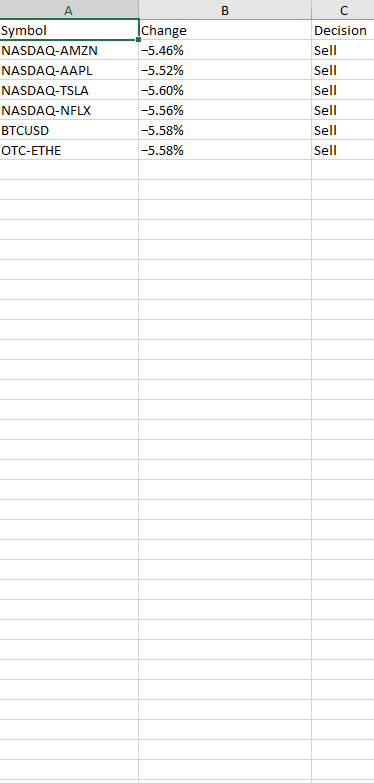 A B C
Symbol Change Decision
NASDAQ-AMZN −5.46% Sell
NASDAQ-AAPL −5.52% Sell
NASDAQ-TSLA −5.60% Sell
NASDAQ-NFLX −5.56% Sell
BTCUSD −5.58% Sell
OTC-ETHE −5.58% Sell